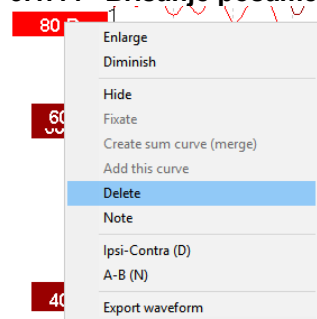 80
Enlarge
Diminish
Hide
Fixate
Create sum curve (merge)
Add this curve
Delete
Note
Ipsi-Contra (D)
A-B (N)
Export waveform
60
40